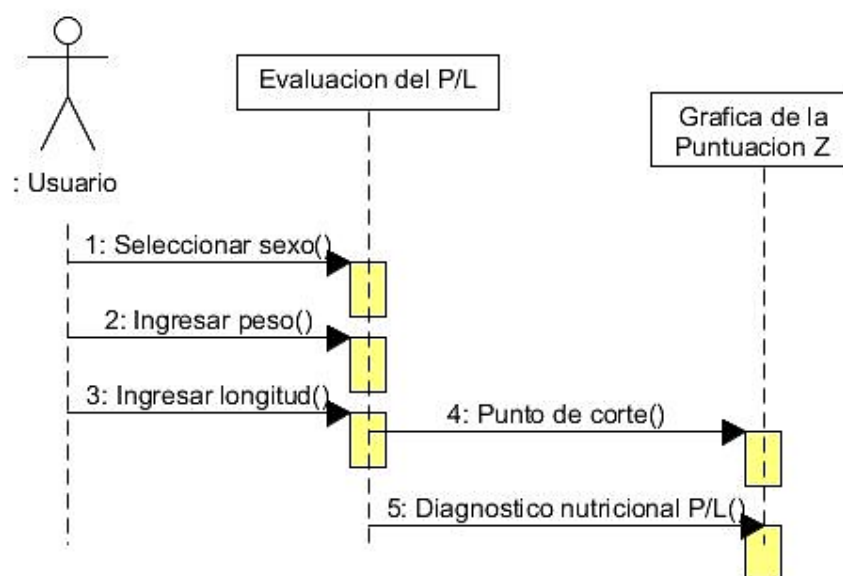 Evaluacion del P/L
Grafica de la
Puntuacion Z
: Usuario
1: Seleccionar sexo()
2: Ingresar peso()
3: Ingresar longitud()
4: Punto de corte()
5: Diagnostico nutricional P/L()